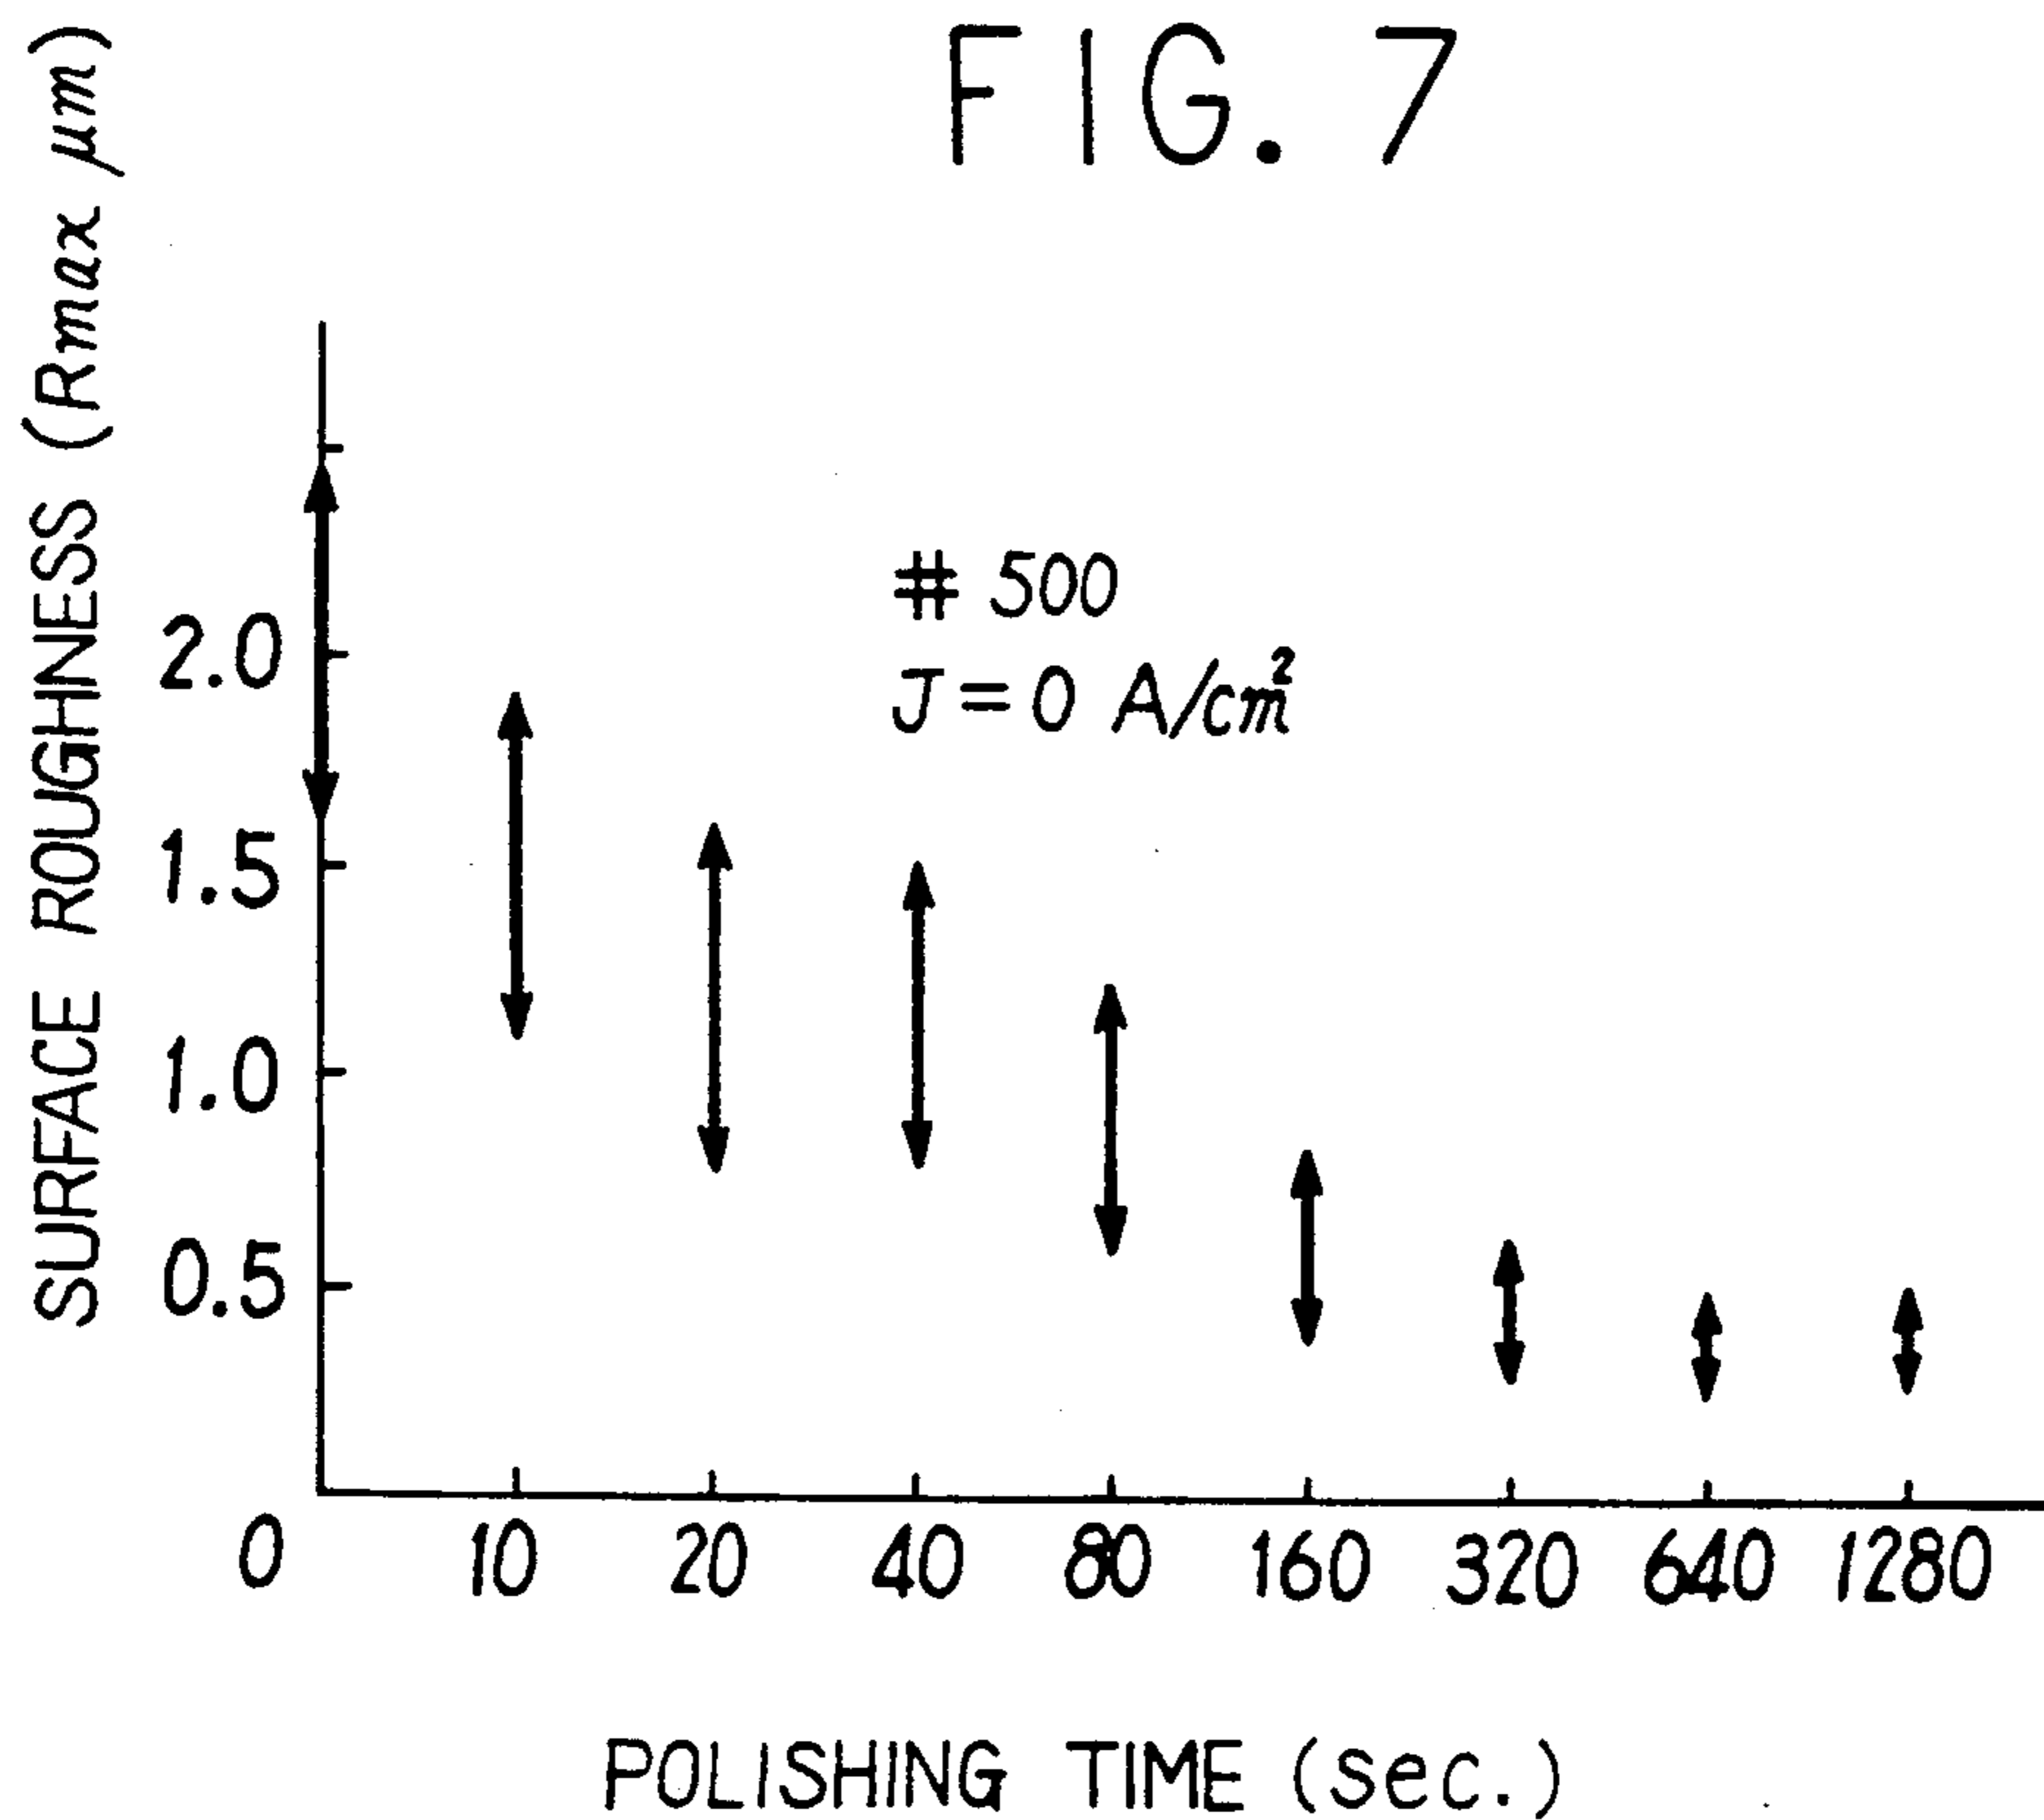 FIG. 7
SURFACE ROUGHNESS (Rmax μm)
# 500
J=0 A/cm²
2.0
1.5
1.0
0.5
0 10 20 40 80 160 320 640 1280
POLISHING TIME (sec.)